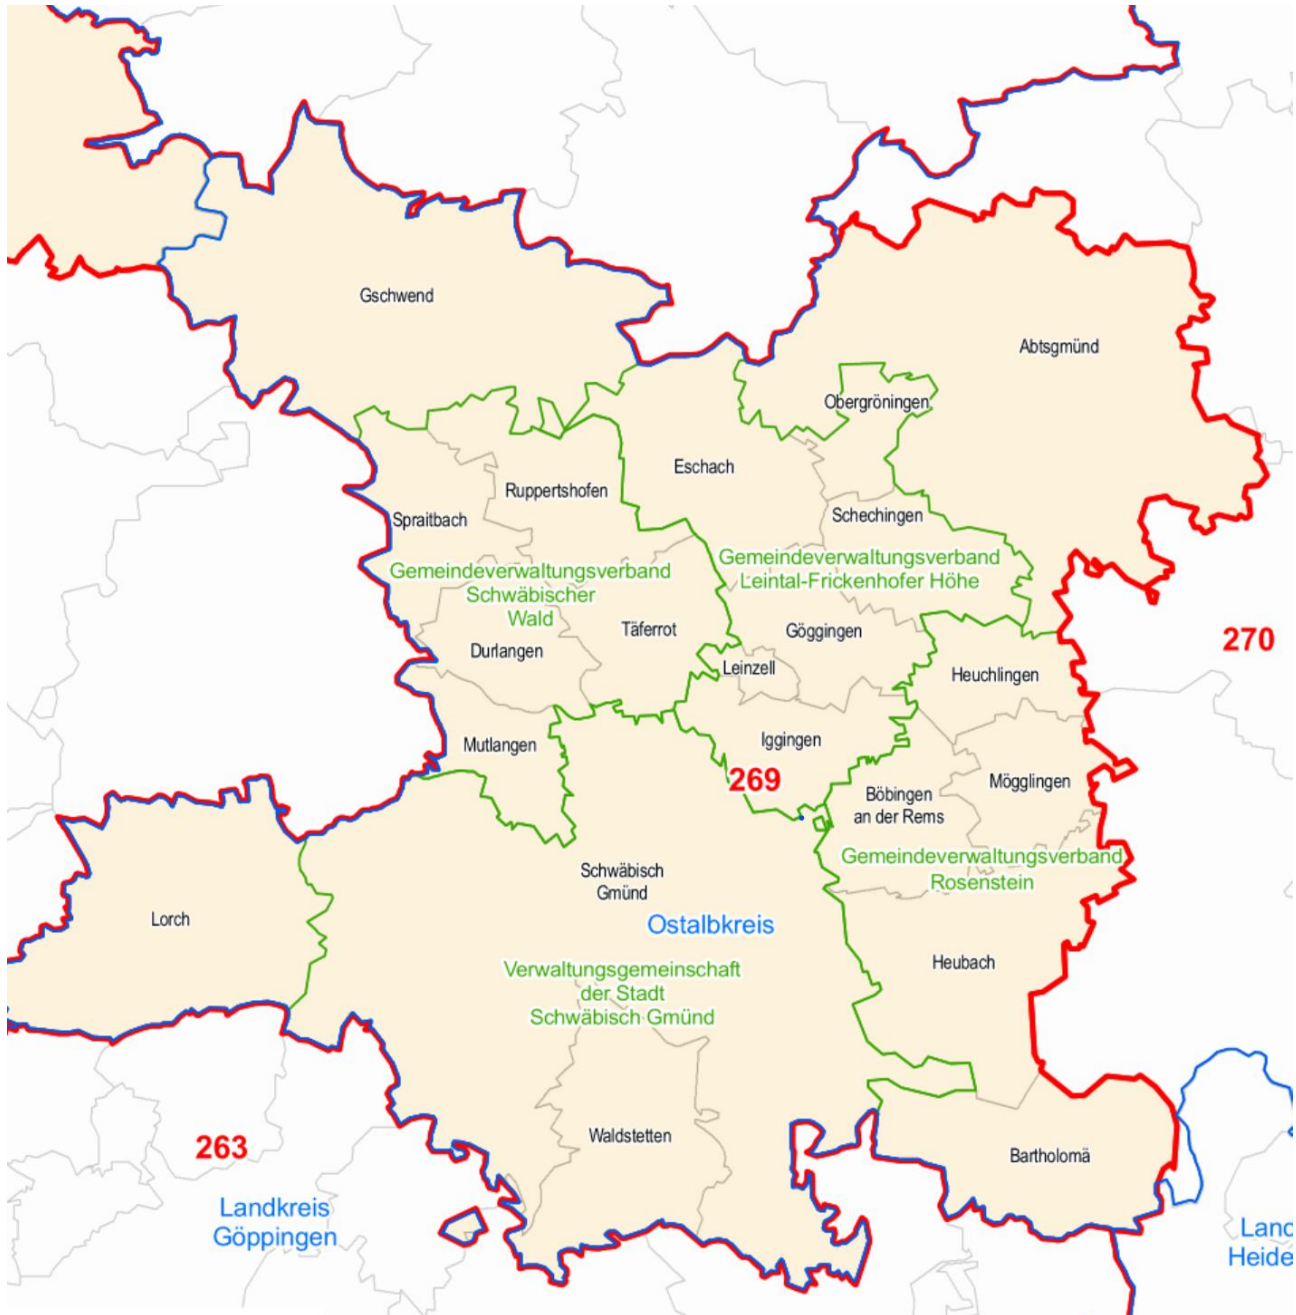 Gschwend
Abtsgmünd
Obergröningen
Eschach
Ruppertshofen
Spraitbach
Schechingen
Gemeindeverwaltungsverband
Leintal-Frickenhofer Höhe
Gemeindeverwaltungsverband
Schwäbischer
Wald
Täferrot
Göggingen
270
Durlangen
Leinzell
Heuchlingen
Mutlangen
Iggingen
269
Mögglingen
Böbingen
an der Rems
Gemeindeverwaltungsverband
Rosenstein
Schwäbisch
Gmünd
Lorch
Ostalbkreis
Heubach
Verwaltungsgemeinschaft
der Stadt
Schwäbisch Gmünd
Waldstetten
263
Bartholomä
Landkreis
Göppingen
Land
Heide